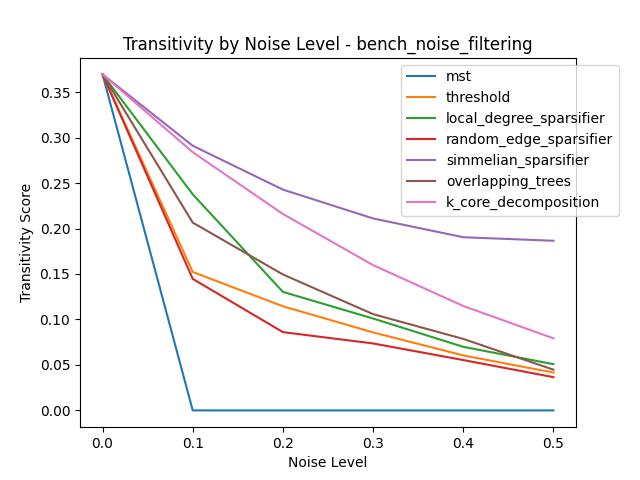 Transitivity by Noise Level - bench_noise_filtering
mst
threshold
local_degree_sparsifier
random_edge_sparsifier
simmelian_sparsifier
overlapping_trees
k_core_decomposition
Transitivity Score
0.35
0.30
0.25
0.20
0.15
0.10
0.05
0.00
0.0 0.1 0.2 0.3 0.4 0.5
Noise Level